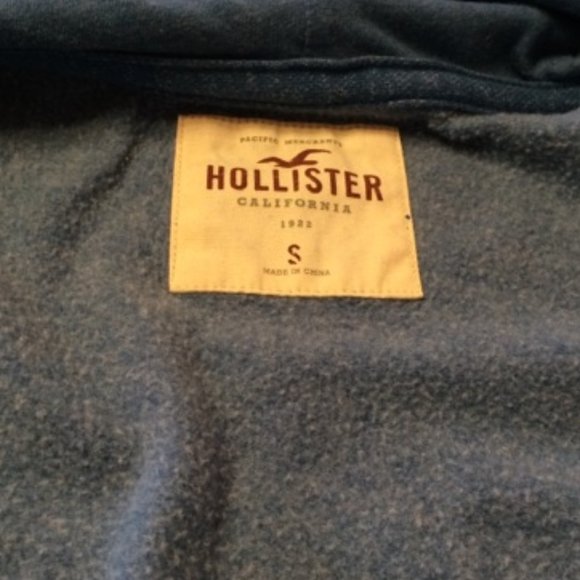 PACIFIC MERCHANTS
HOLLISTER
CALIFORNIA
1922
S
MADE IN CHINA